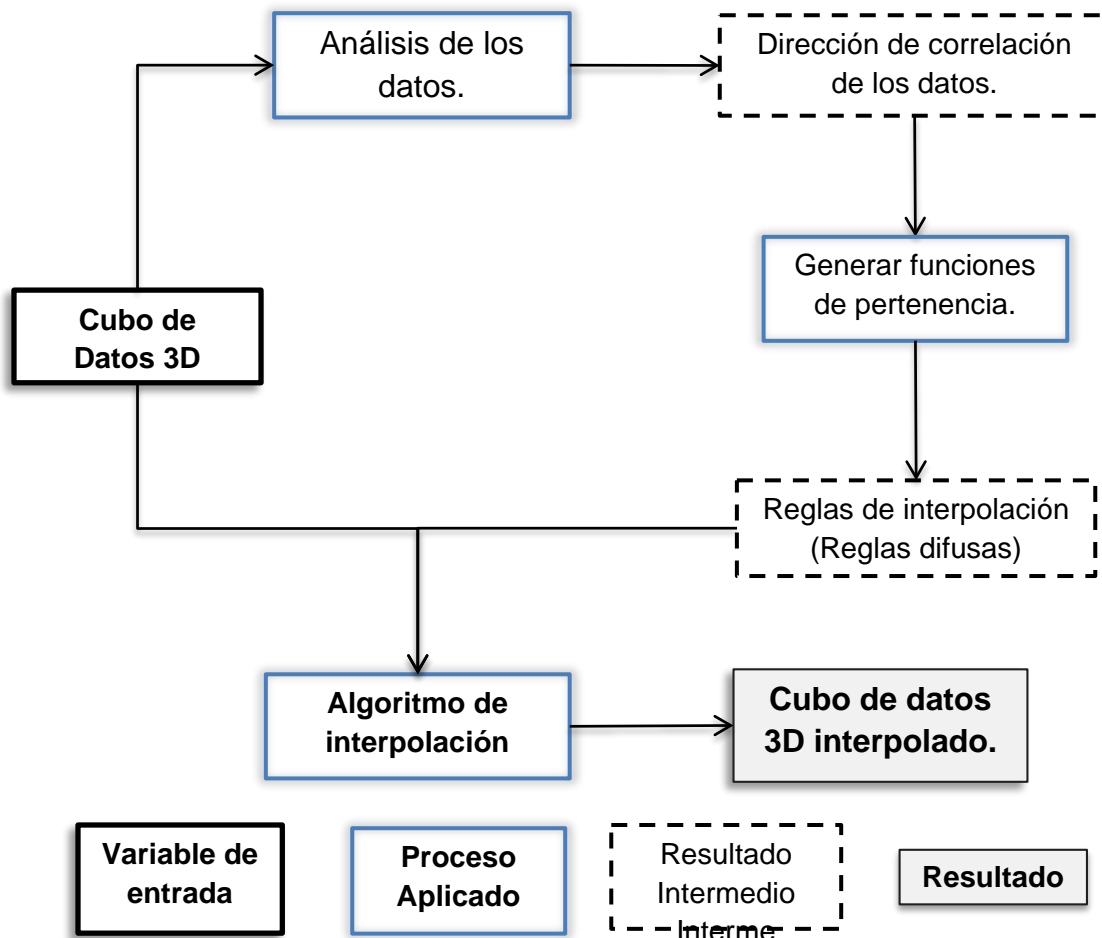 Análisis de los
datos.
Dirección de correlación
de los datos.
Generar funciones
de pertenencia.
Cubo de
Datos 3D
Reglas de interpolación
(Reglas difusas)
Algoritmo de
interpolación
Cubo de datos
3D interpolado.
Variable de
entrada
Proceso
Aplicado
Resultado
Intermedio
Interme
Resultado